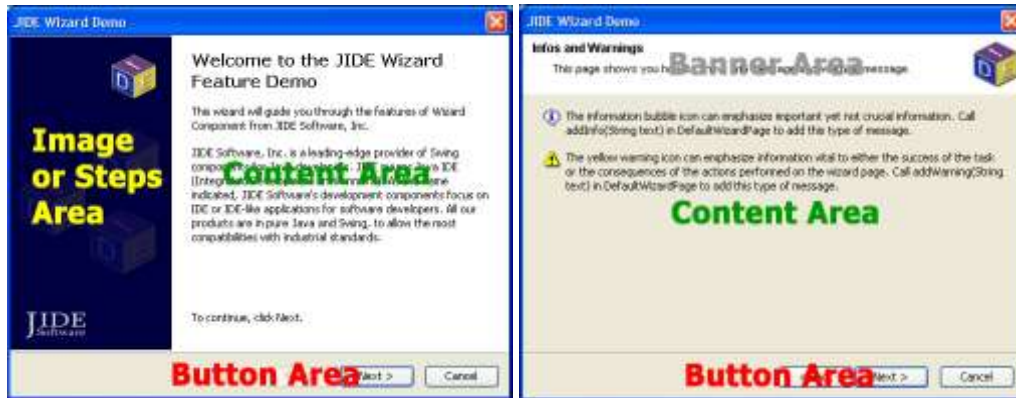 JIDE Wizard Demo
Welcome to the JIDE Wizard
Feature Demo
This wizard will guide you through the features of Wizard
Component from JIDE Software, Inc.
JIDE Software, Inc. is a leading-edge provider of Swing
Java IDE
(Integ
indicated, JIDE Software's development components focus on
IDE or IDE-like applications for software developers. All our
products are in pure Java and Swing, to allow the most
compatibilities with industrial standards.
To continue, click Next.
Image
or Steps
Area
Content Area
JIDE
Software
Button Area
Next >
Cancel
JIDE Wizard Demo
Infos and Warnings
This page shows you message.
Banner Area
The information bubble icon can emphasize important yet not crucial information. Call
addInfo(String text) in DefaultWizardPage to add this type of message.
The yellow warning icon can emphasize information vital to either the success of the task
or the consequences of the actions performed on the wizard page. Call addWarning(String
text) in DefaultWizardPage to add this type of message.
Content Area
Button Area
Next >
Cancel